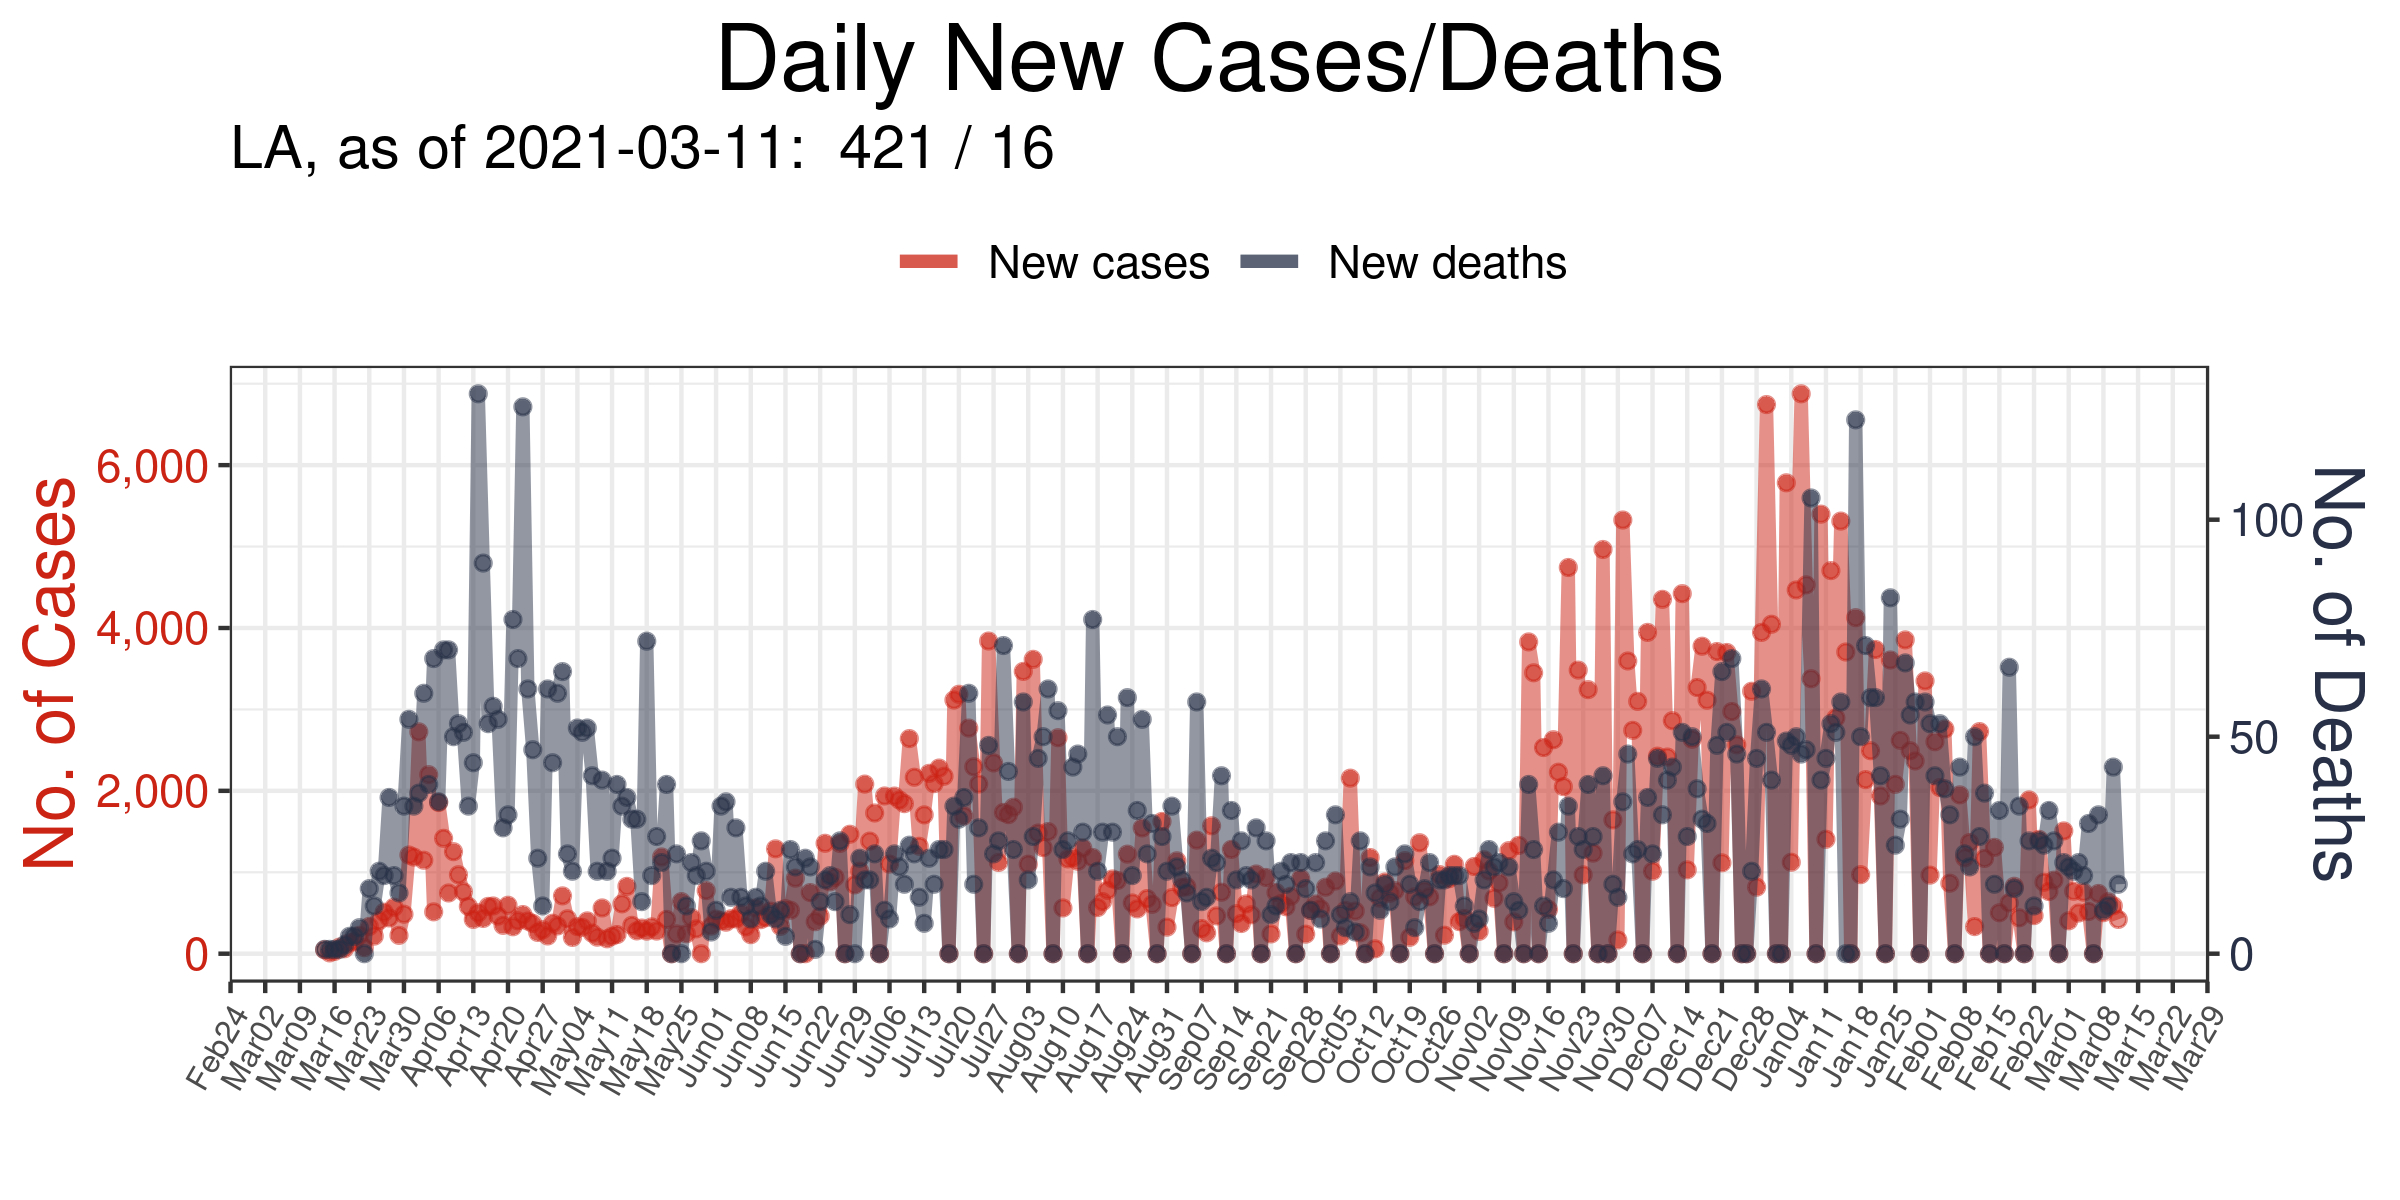 Daily New Cases/Deaths
LA, as of 2021-03-11:  421 / 16
New cases
New deaths
No. of Cases
6,000
4,000
2,000
0
100
50
0
No. of Deaths
Feb24
Mar02
Mar09
Mar16
Mar23
Mar30
Apr06
Apr13
Apr20
Apr27
May04
May11
May18
May25
Jun01
Jun08
Jun15
Jun22
Jun29
Jul06
Jul13
Jul20
Jul27
Aug03
Aug10
Aug17
Aug24
Aug31
Sep07
Sep14
Sep21
Sep28
Oct05
Oct12
Oct19
Oct26
Nov02
Nov09
Nov16
Nov23
Nov30
Dec07
Dec14
Dec21
Dec28
Dec04
Jan11
Jan18
Jan25
Feb01
Feb08
Feb15
Feb22
Mar01
Mar08
Mar15
Mar22
Mar29